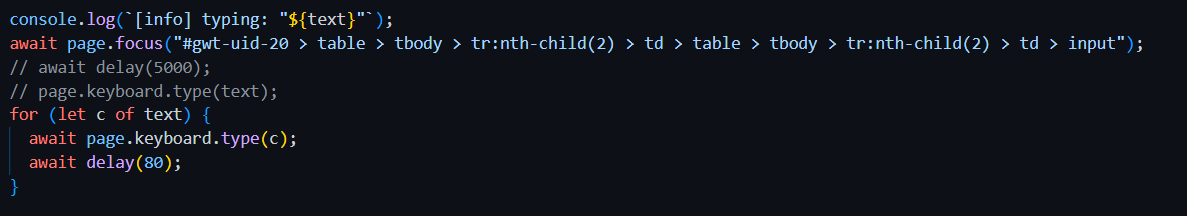 console.log(`[info] typing: "${text}"`);
await page.focus("#gwt-uid-20 > table > tbody > tr:nth-child(2) > td > table > tbody > tr:nth-child(2) > td > input");
// await delay(5000);
// page.keyboard.type(text);
for (let c of text) {
  await page.keyboard.type(c);
  await delay(80);
}